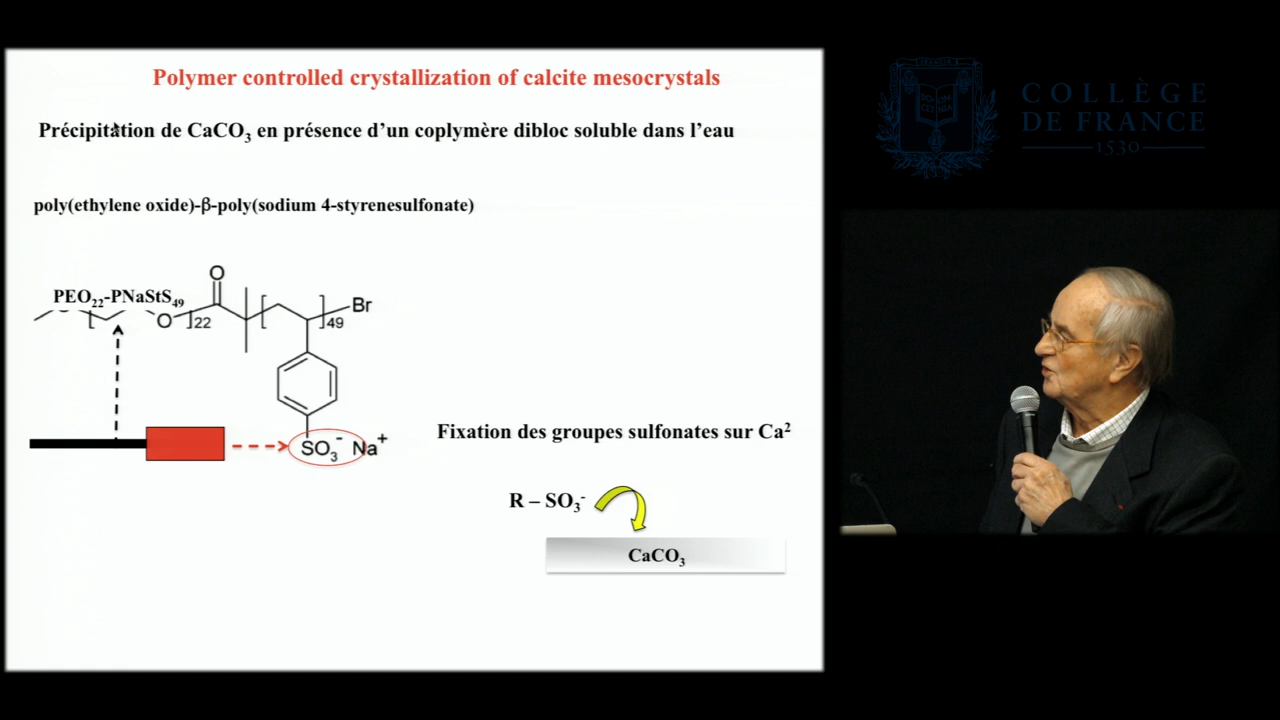 Polymer controlled crystallization of calcite mesocrystals
Précipitation de CaCO₃ en présence d'un coplymère dibloc soluble dans l'eau
poly(ethylene oxide)-β-poly(sodium 4-styrenesulfonate)
PEO₂₂-PNaStS₄₉
O
O
]₂₂
[
]₄₉
Br
SO₃⁻ Na⁺
Fixation des groupes sulfonates sur Ca²
R – SO₃⁻
CaCO₃
COLLÈGE
DE FRANCE
1530